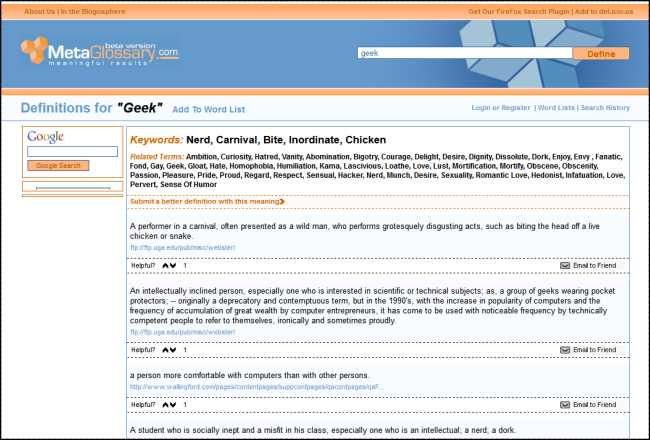 About Us | In the Blogosphere
Get Our FireFox Search Plugin | Add to del.icio.us
beta version
MetaGlossary.com
meaningful results
geek
Define
Definitions for "Geek" Add To Word List
Login or Register | Word Lists | Search History
Google
Google Search
Keywords: Nerd, Carnival, Bite, Inordinate, Chicken
Related Terms: Ambition, Curiosity, Hatred, Vanity, Abomination, Bigotry, Courage, Delight, Desire, Dignity, Dissolute, Dork, Enjoy, Envy , Fanatic,
Fond, Gay, Geek, Gloat, Hate, Homophobia, Humiliation, Kama, Lascivious, Loathe, Love, Lust, Mortification, Mortify, Obscene, Obscenity,
Passion, Pleasure, Pride, Proud, Regard, Respect, Sensual, Hacker, Nerd, Munch, Desire, Sexuality, Romantic Love, Hedonist, Infatuation, Love,
Pervert, Sense Of Humor
Submit a better definition with this meaning
A performer in a carnival, often presented as a wild man, who performs grotesquely disgusting acts, such as biting the head off a live
chicken or snake.
ftp://ftp.uga.edu/pub/misc/webster/
Helpful? 1 Email to Friend
An intellectually inclined person, especially one who is interested in scientific or technical subjects; as, a group of geeks wearing pocket
protectors; -- originally a deprecatory and contemptuous term, but in the 1990's, with the increase in popularity of computers and the
frequency of accumulation of great wealth by computer entrepreneurs, it has come to be used with noticeable frequency by technically
competent people to refer to themselves, ironically and sometimes proudly.
ftp://ftp.uga.edu/pub/misc/webster/
Helpful? 1 Email to Friend
a person more comfortable with computers than with other persons.
http://www.wallingford.com/pages/contentpages/suppcontpages/qacontpages/qaF...
Helpful? 1 Email to Friend
A student who is socially inept and a misfit in his class, especially one who is an intellectual; a nerd; a dork.